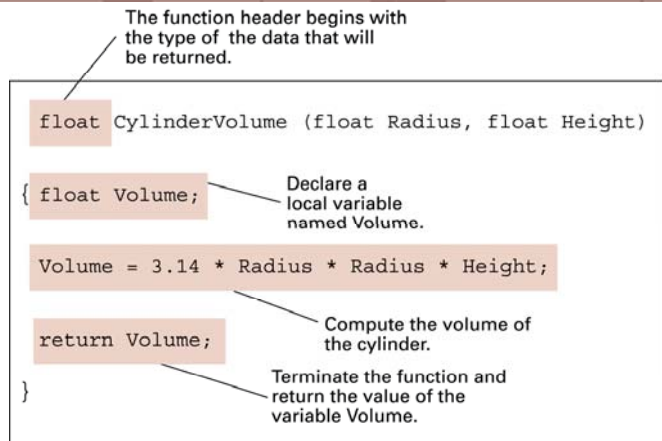 The function header begins with
the type of the data that will
be returned.
float CylinderVolume (float Radius, float Height)
{ float Volume;
Declare a
local variable
named Volume.
Volume = 3.14 * Radius * Radius * Height;
Compute the volume of
the cylinder.
return Volume;
Terminate the function and
return the value of the
variable Volume.
}